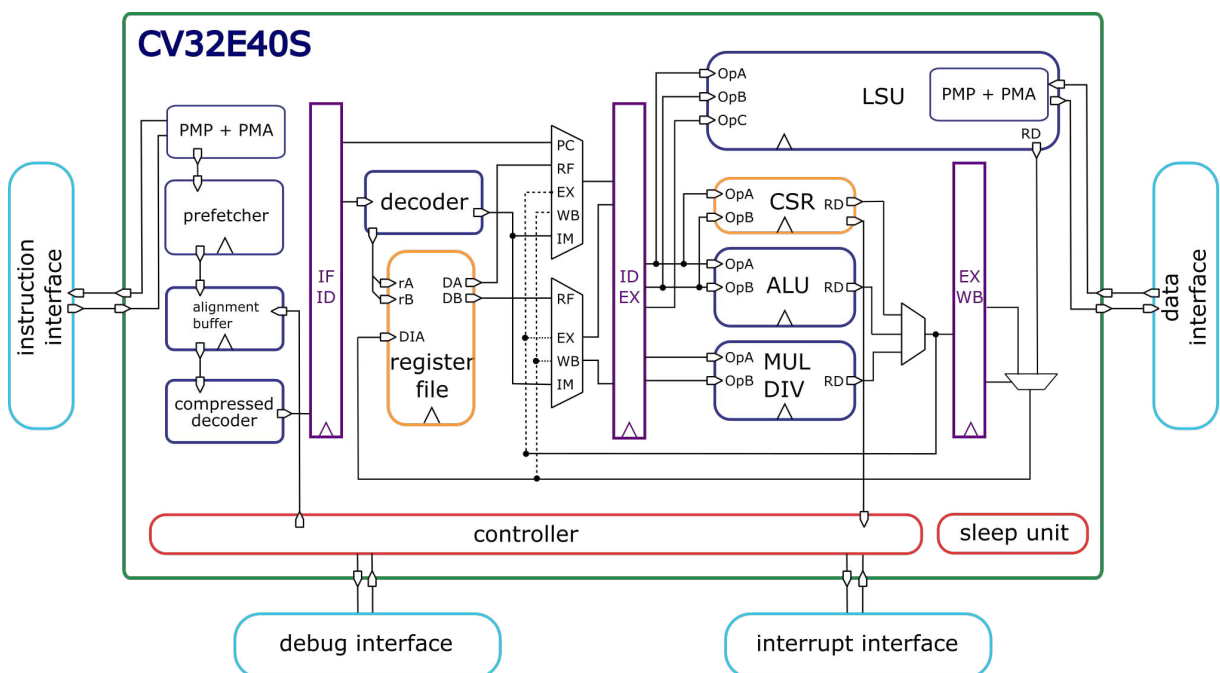 CV32E40S
instruction
interface
PMP + PMA
prefetcher
alignment
buffer
compressed
decoder
IF
ID
decoder
rA
rB
DA
DB
DIA
register
file
PC
RF
EX
WB
IM
RF
EX
WB
IM
ID
EX
OpA
OpB
OpC
LSU
PMP + PMA
RD
OpA
OpB
CSR
RD
OpA
OpB
ALU
RD
OpA
OpB
MUL
DIV
RD
EX
WB
data
interface
controller
sleep unit
debug interface
interrupt interface